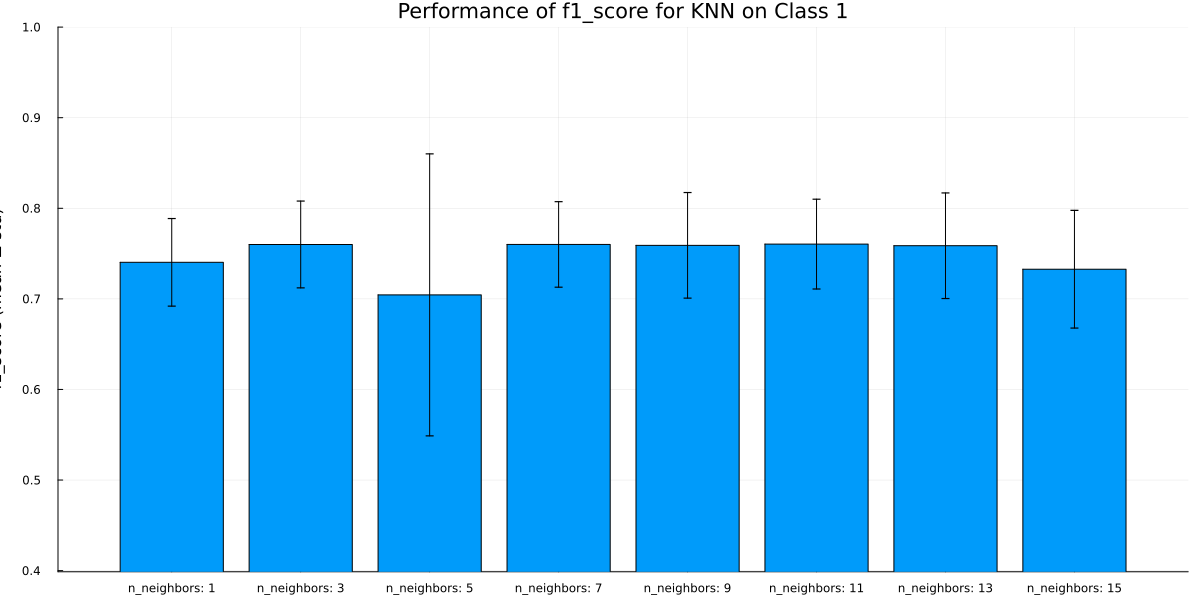 Performance of f1_score for KNN on Class 1
1.0
0.9
0.8
0.7
0.6
0.5
0.4
n_neighbors: 1
n_neighbors: 3
n_neighbors: 5
n_neighbors: 7
n_neighbors: 9
n_neighbors: 11
n_neighbors: 13
n_neighbors: 15